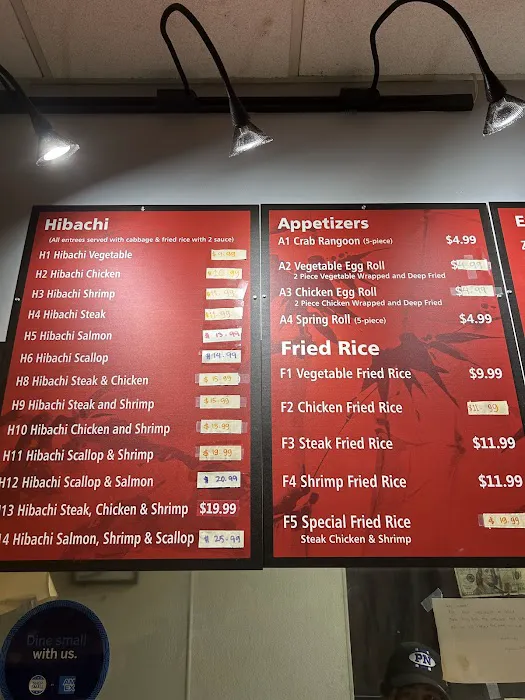 Hibachi
(All entrees served with cabbage & fried rice with 2 sauce)
H1 Hibachi Vegetable
H2 Hibachi Chicken
H3 Hibachi Shrimp
H4 Hibachi Steak
H5 Hibachi Salmon $ 15.99
H6 Hibachi Scallop $14.99
H8 Hibachi Steak & Chicken $ 15.99
H9 Hibachi Steak and Shrimp $ 15.99
H10 Hibachi Chicken and Shrimp $ 15.99
H11 Hibachi Scallop & Shrimp
H12 Hibachi Scallop & Salmon $ 20.99
13 Hibachi Steak, Chicken & Shrimp $19.99
4 Hibachi Salmon, Shrimp & Scallop $ 25.99
Appetizers
A1 Crab Rangoon (5-piece) $4.99
A2 Vegetable Egg Roll
2 Piece Vegetable Wrapped and Deep Fried
A3 Chicken Egg Roll
2 Piece Chicken Wrapped and Deep Fried
A4 Spring Roll (5-piece) $4.99
Fried Rice
F1 Vegetable Fried Rice $9.99
F2 Chicken Fried Rice
F3 Steak Fried Rice $11.99
F4 Shrimp Fried Rice $11.99
F5 Special Fried Rice
Steak Chicken & Shrimp
Dine small
with us.
AM
EX
PN